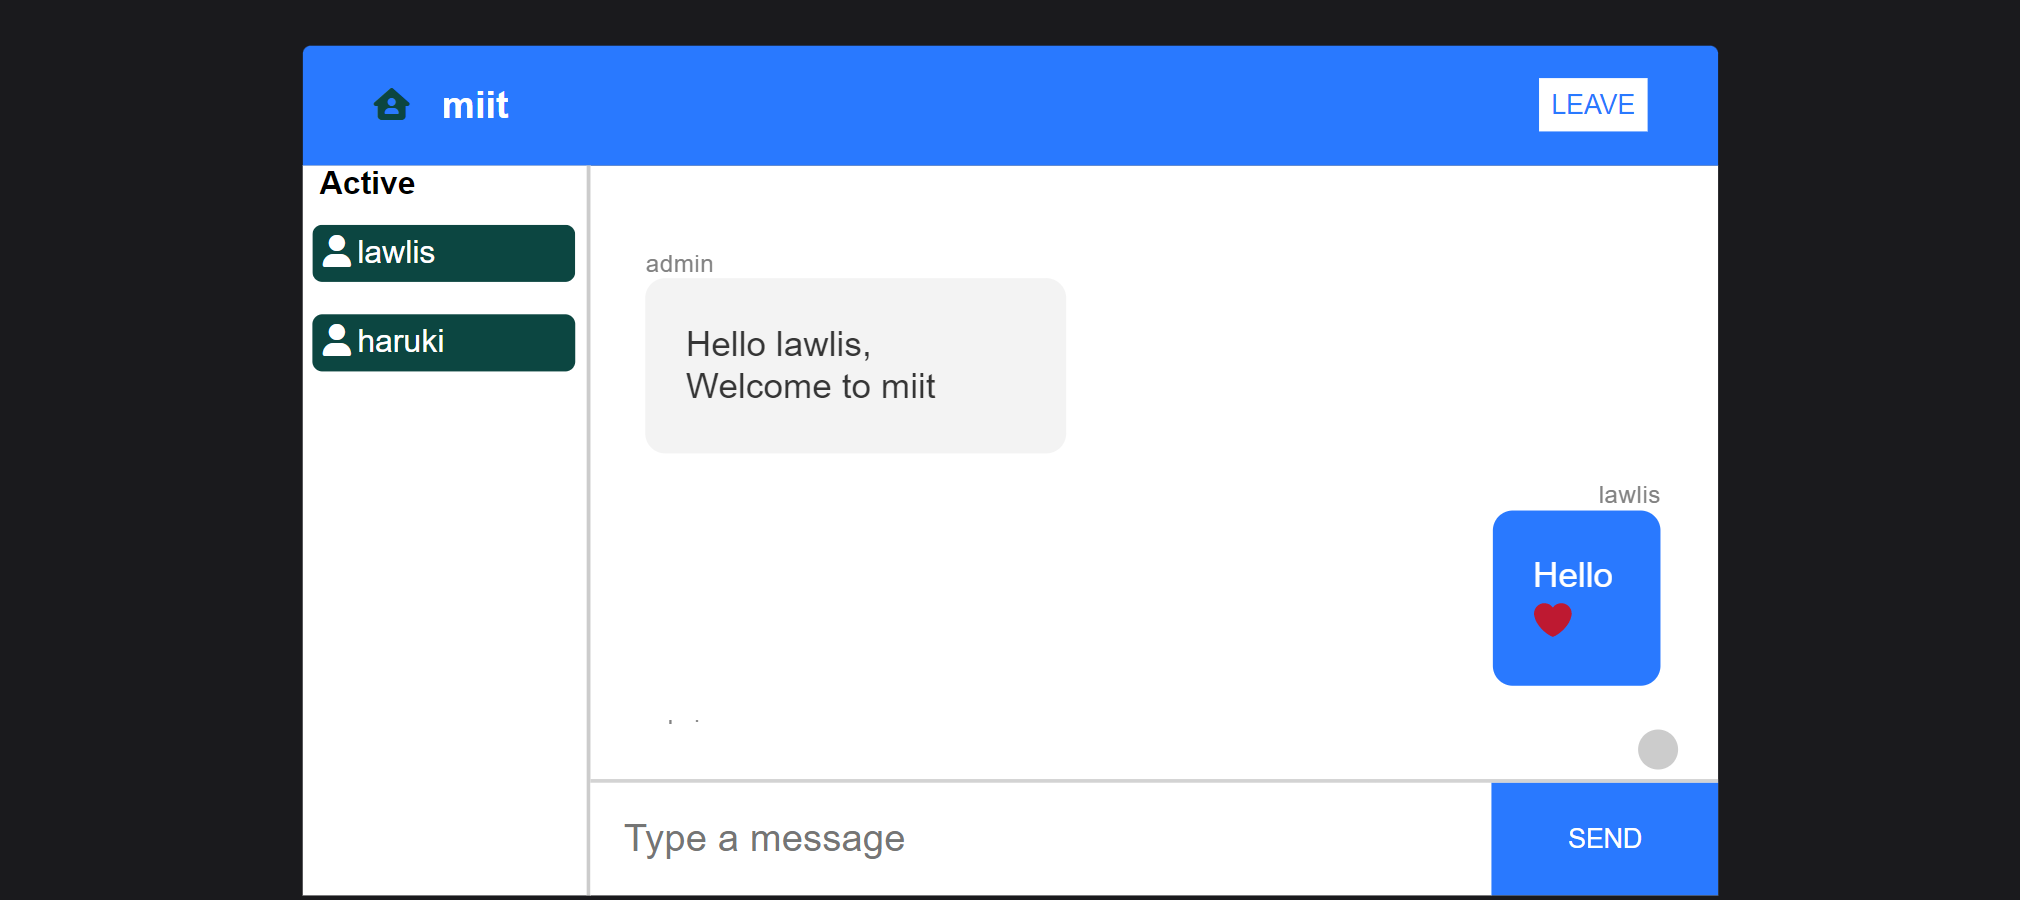 miit
LEAVE
Active
lawlis
haruki
admin
Hello lawlis,
Welcome to miit
lawlis
Hello
❤
Type a message
SEND